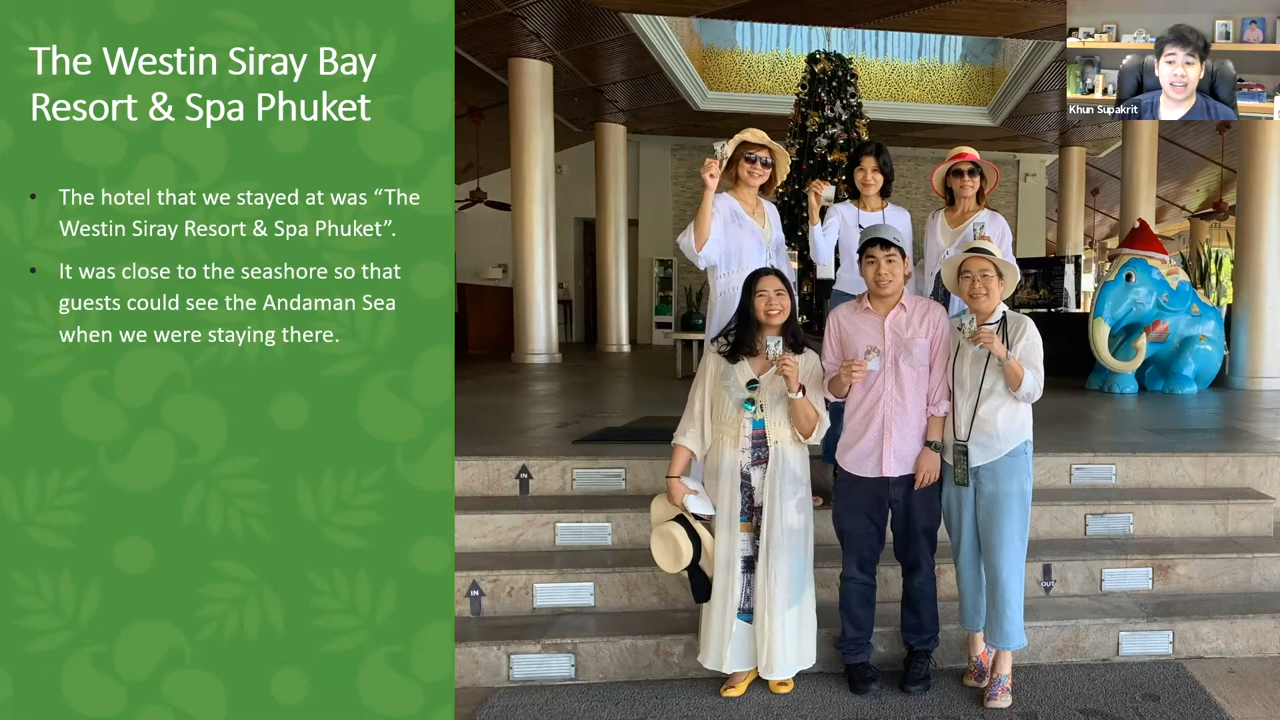 The Westin Siray Bay
Resort & Spa Phuket
• The hotel that we stayed at was “The
Westin Siray Resort & Spa Phuket”.
• It was close to the seashore so that
guests could see the Andaman Sea
when we were staying there.
Khun Supakrit
IN
IN
OUT